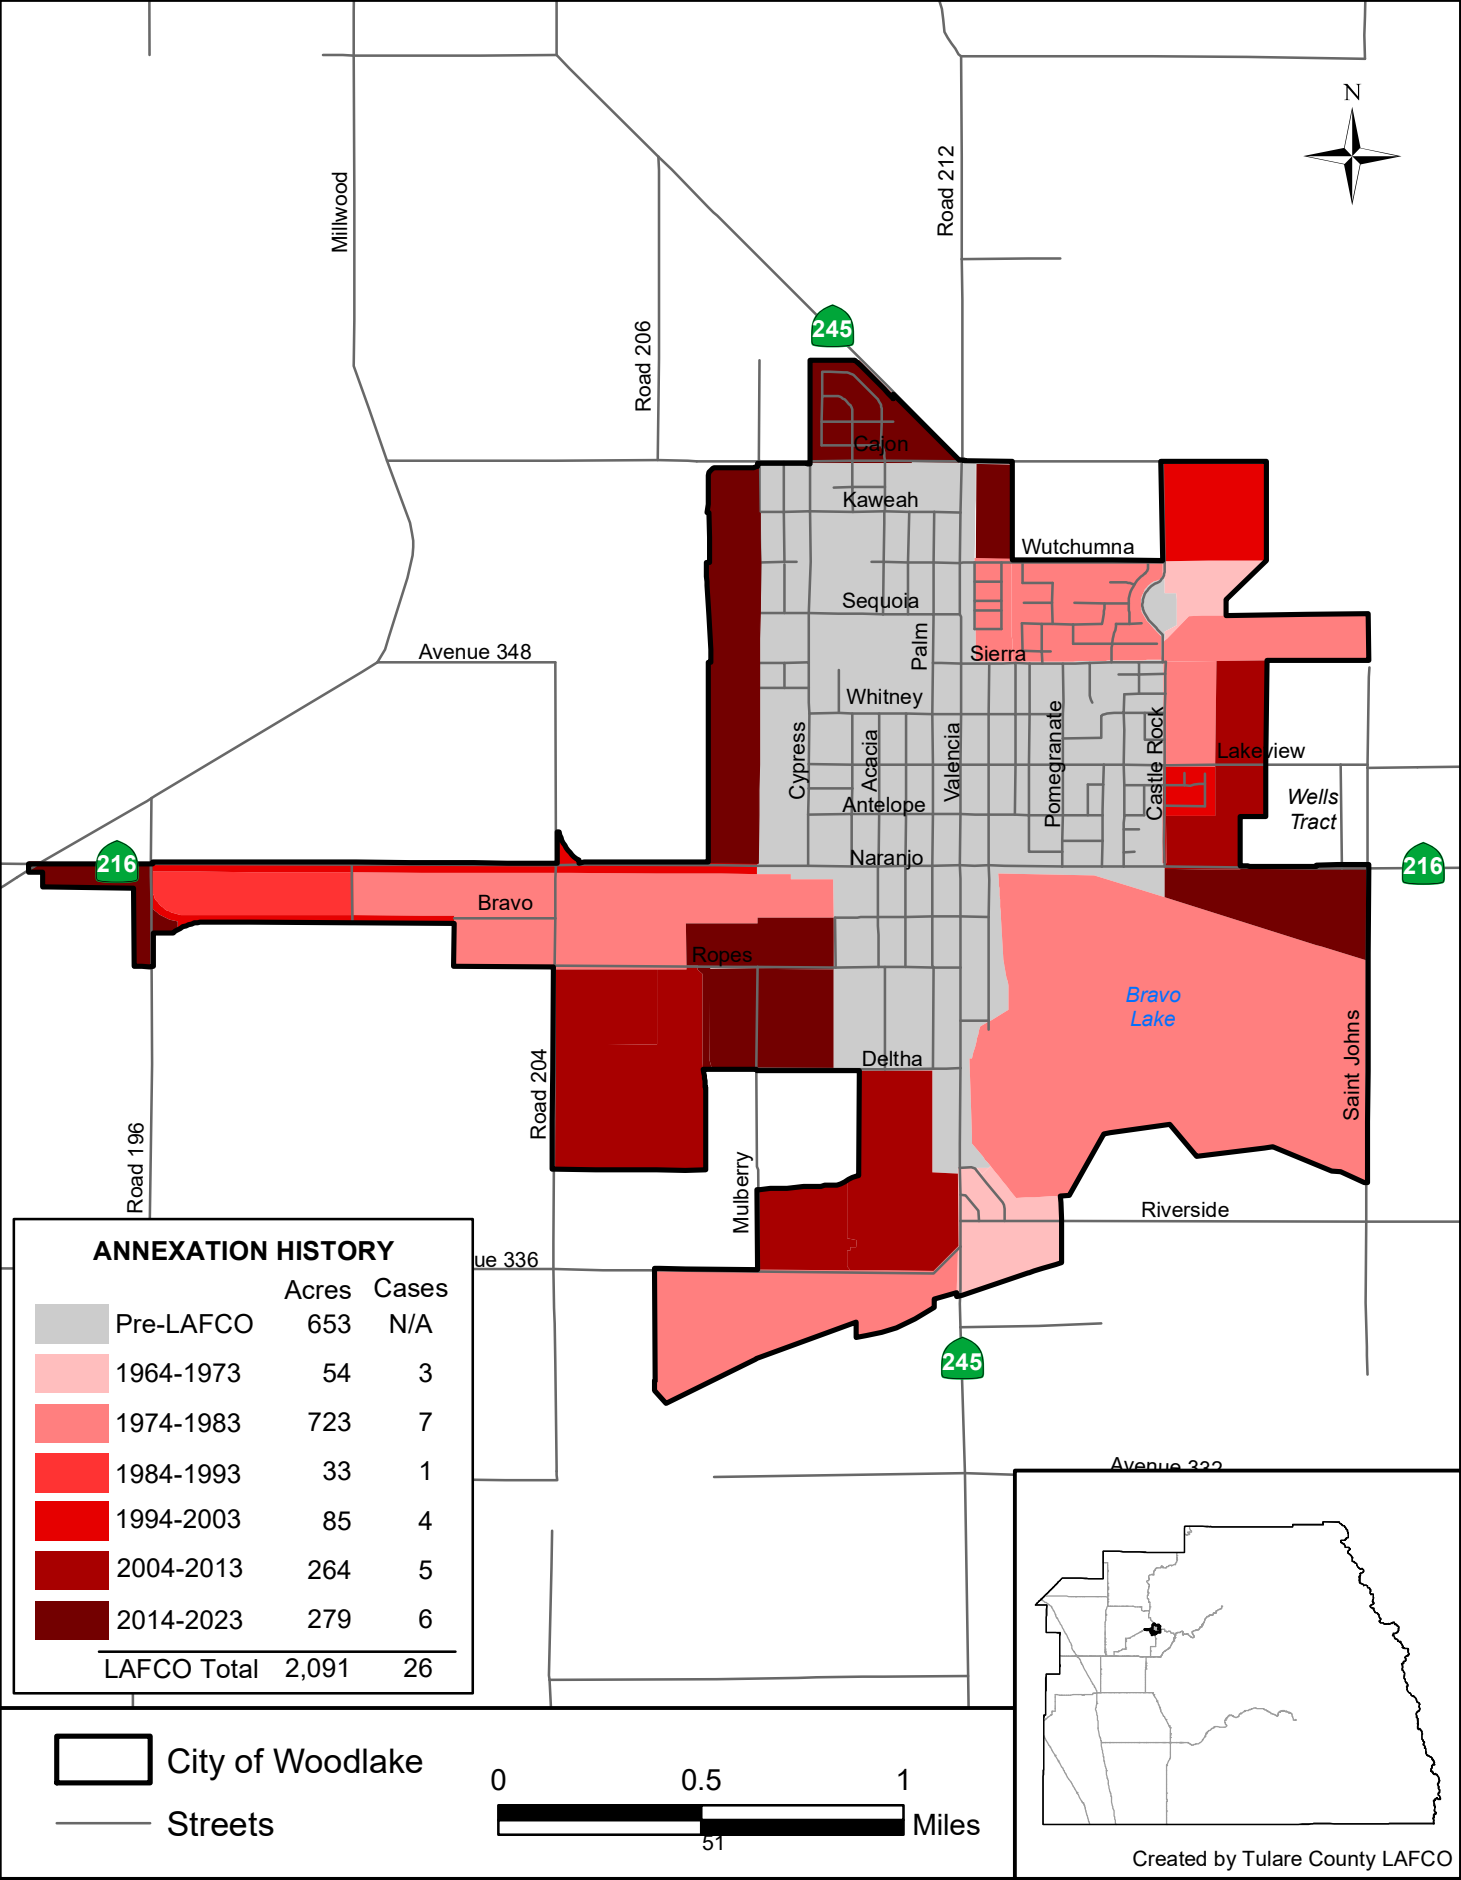 N
Millwood
Road 212
245
Road 206
Cajon
Kaweah
Wutchumna
Sequoia
Palm
Sierra
Avenue 348
Whitney
Cypress
Acacia
Valencia
Pomegranate
Castle Rock
Lakeview
Antelope
Wells
Tract
Naranjo
216
216
Bravo
Ropes
Bravo
Lake
Deltha
Saint Johns
Road 204
Road 196
Mulberry
Riverside
ue 336
245
Avenue 332
ANNEXATION HISTORY
Acres Cases
Pre-LAFCO 653 N/A
1964-1973 54 3
1974-1983 723 7
1984-1993 33 1
1994-2003 85 4
2004-2013 264 5
2014-2023 279 6
LAFCO Total 2,091 26
City of Woodlake
Streets
0 0.5 1
Miles
51
Created by Tulare County LAFCO